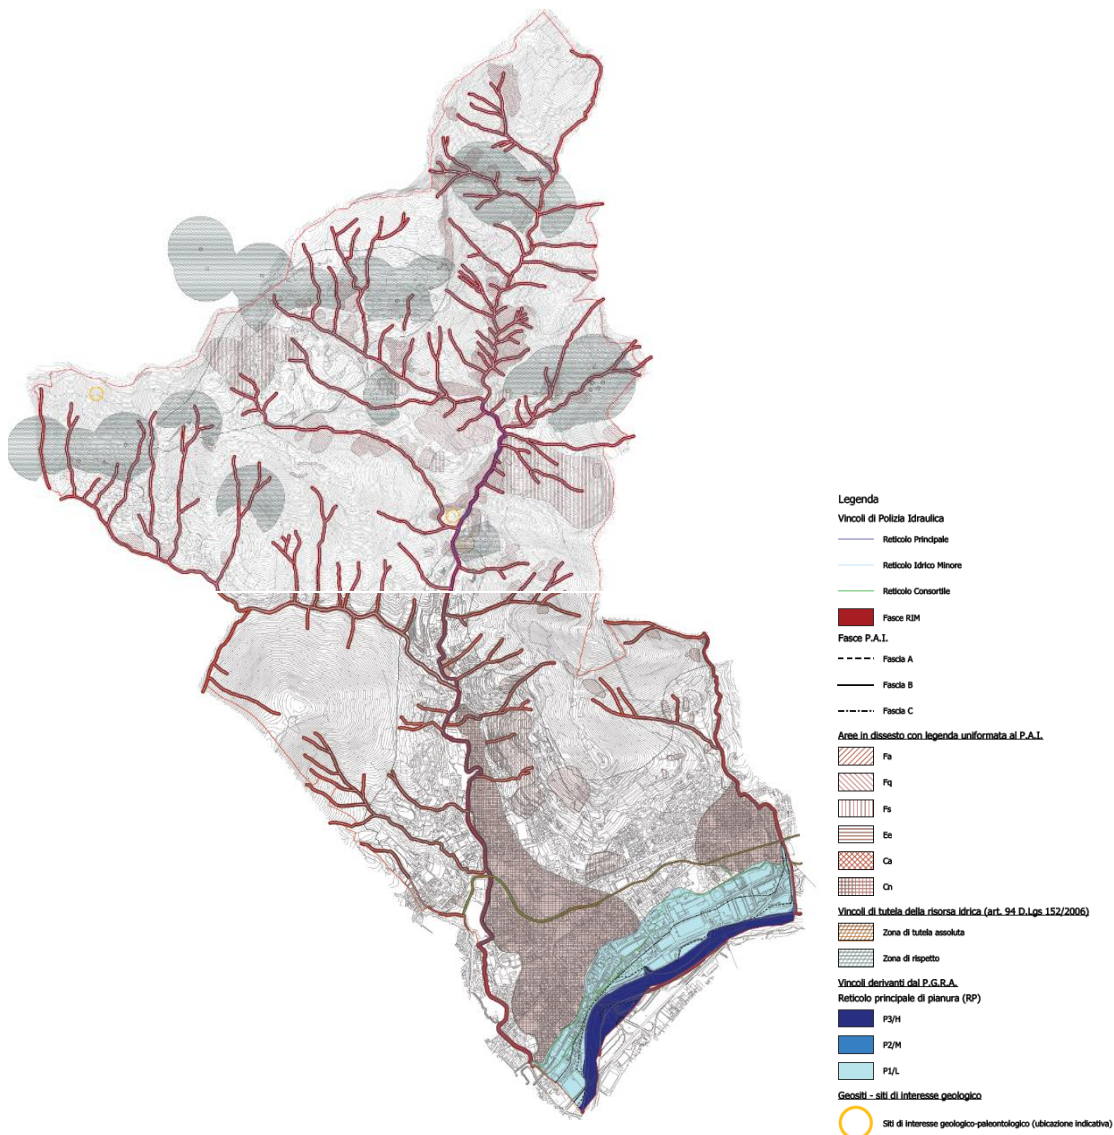 Legenda
Vincoli di Polizia Idraulica
Reticolo Principale
Reticolo Idrico Minore
Reticolo Consortile
Fasce RIM
Fasce P.A.I.
Fascia A
Fascia B
Fascia C
Aree in dissesto con legenda uniformata al P.A.I.
Fa
Fq
Fs
Ee
Ca
Cn
Vincoli di tutela della risorsa idrica (art. 94 D.Lgs 152/2006)
Zona di tutela assoluta
Zona di rispetto
Vincoli derivanti dal P.G.R.A.
Reticolo principale di pianura (RP)
P3/H
P2/M
P1/L
Geositi - siti di interesse geologico
Siti di interesse geologico-paleontologico (ubicazione indicativa)